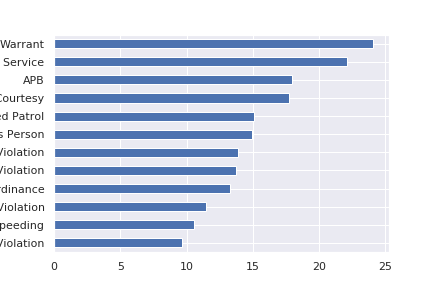 Warrant
Service
APB
Courtesy
ed Patrol
s Person
Violation
Violation
rdinance
Violation
peeding
Violation
0 5 10 15 20 25